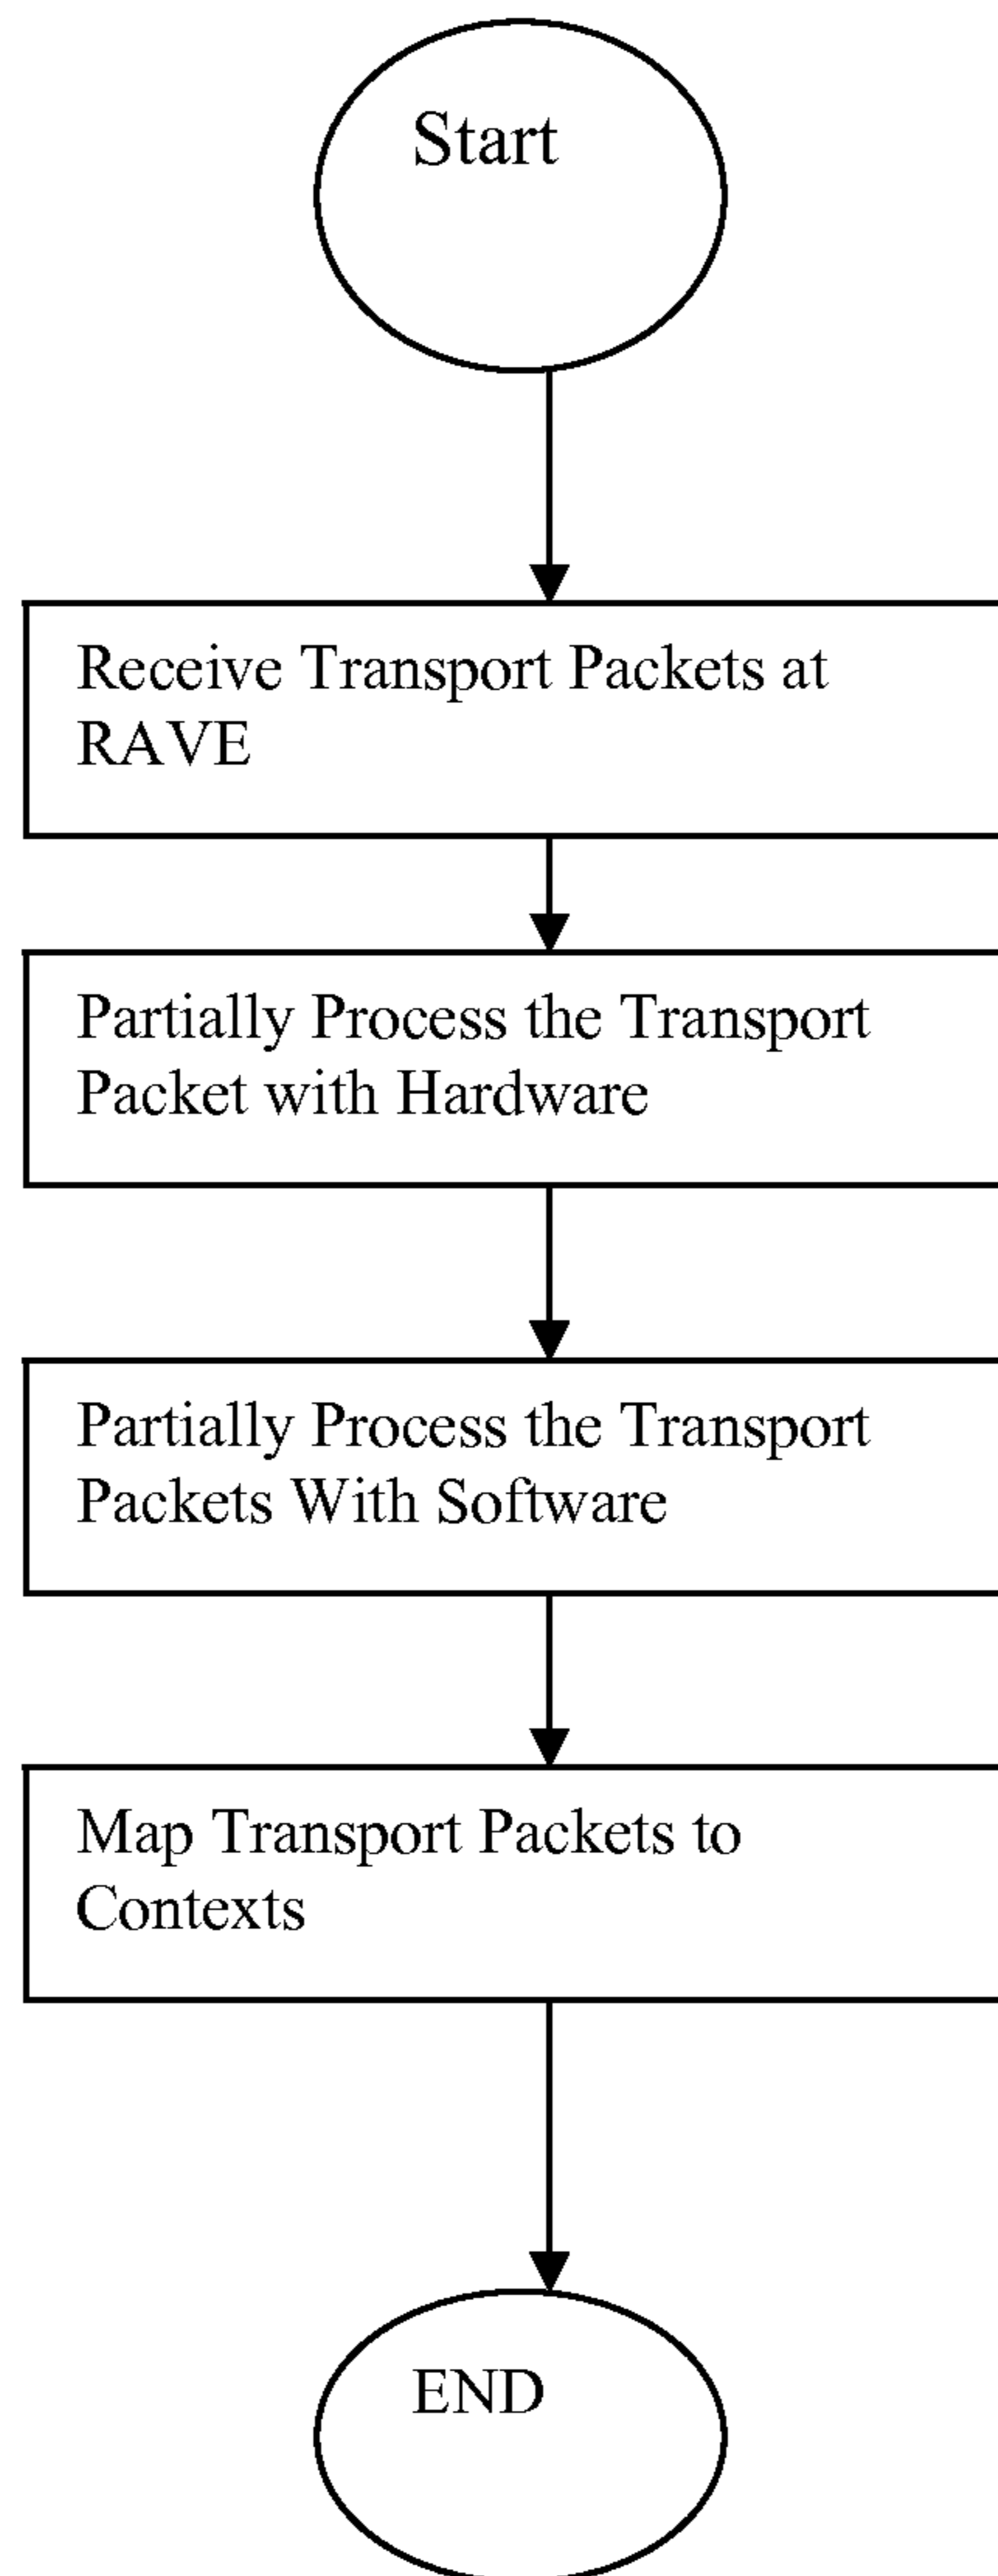 Start
Receive Transport Packets at
RAVE
Partially Process the Transport
Packet with Hardware
Partially Process the Transport
Packets With Software
Map Transport Packets to
Contexts
END